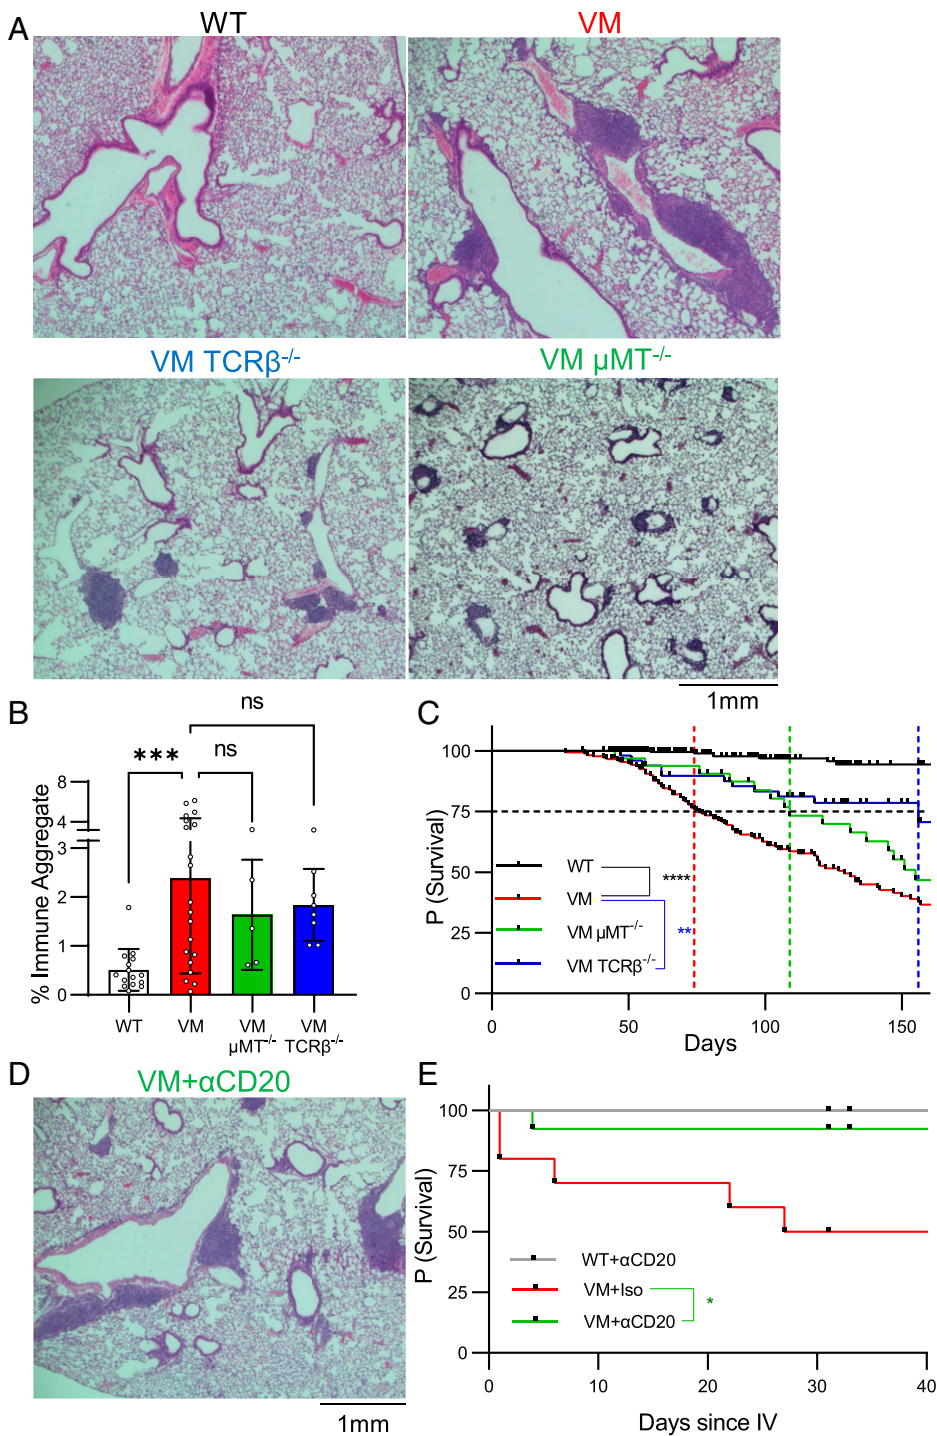 A
WT
VM
VM TCRβ-/-
VM µMT-/-
1mm
B
ns
***
ns
% Immune Aggregate
8
4
3
2
1
0
WT
VM
VM
µMT-/-
VM
TCRβ-/-
C
P (Survival)
100
75
50
25
0
WT
VM
VM µMT-/-
VM TCRβ-/-
****
**
0
50
100
150
Days
D
VM+αCD20
1mm
E
P (Survival)
100
75
50
25
0
WT+αCD20
VM+Iso
VM+αCD20
*
0
10
20
30
40
Days since IV